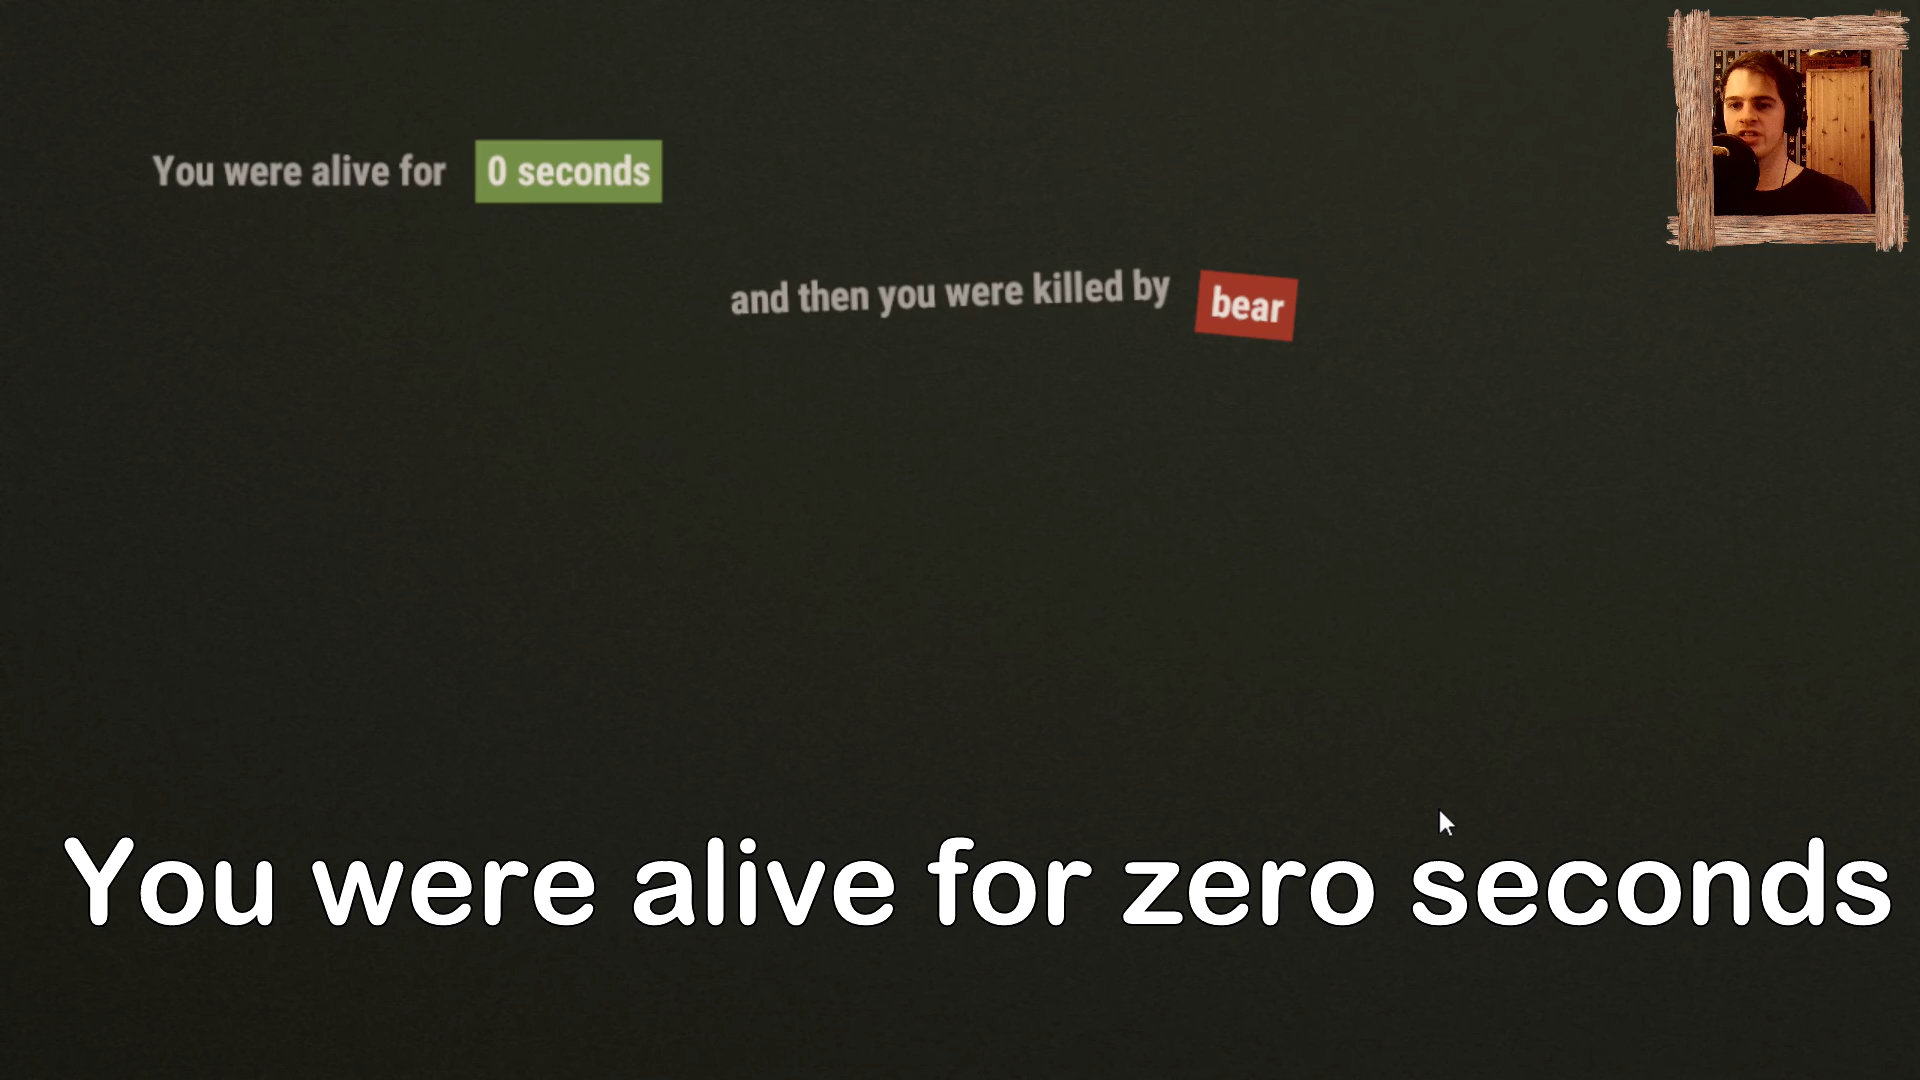 You were alive for 0 seconds
and then you were killed by bear
You were alive for zero seconds